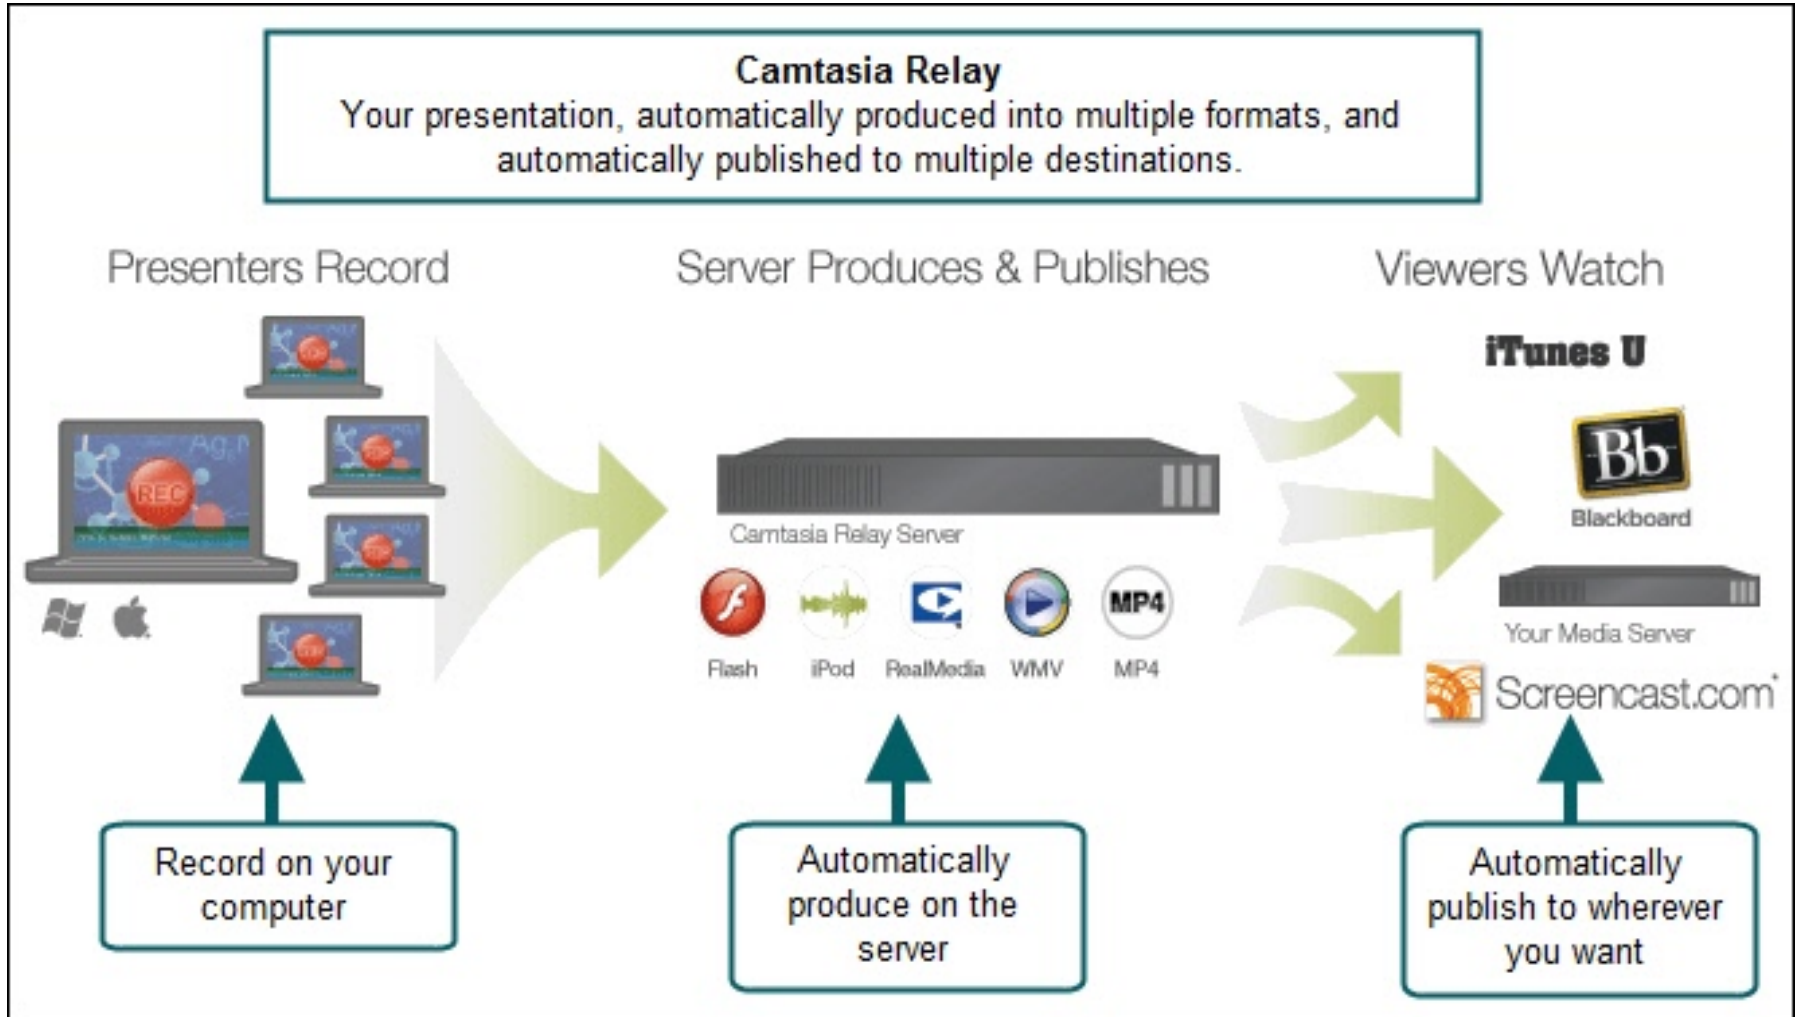 Camtasia Relay
Your presentation, automatically produced into multiple formats, and
automatically published to multiple destinations.
Presenters Record
Server Produces & Publishes
Viewers Watch
REC
Camtasia Relay Server
Flash
iPod
RealMedia
WMV
MP4
MP4
iTunes U
Bb
Blackboard
Your Media Server
Screencast.com
Record on your
computer
Automatically
produce on the
server
Automatically
publish to wherever
you want